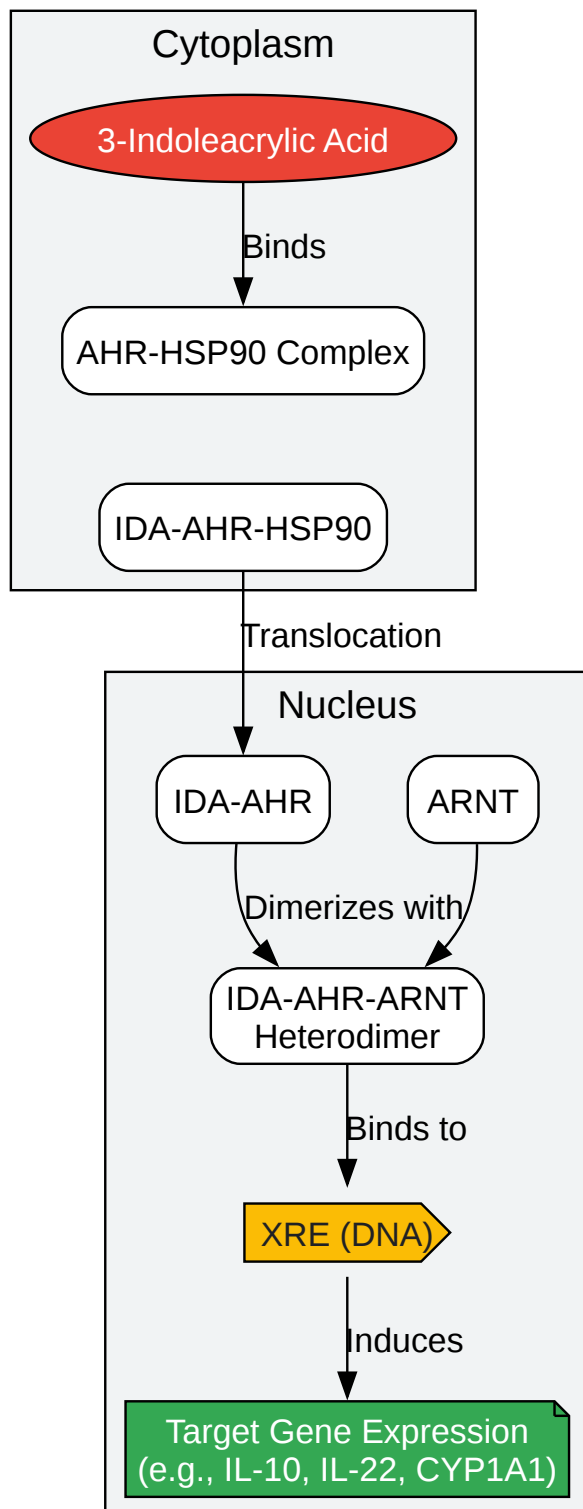 Cytoplasm
3-Indoleacrylic Acid
Binds
AHR-HSP90 Complex
IDA-AHR-HSP90
Translocation
Nucleus
IDA-AHR
ARNT
Dimerizes with
IDA-AHR-ARNT
Heterodimer
Binds to
XRE (DNA)
Induces
Target Gene Expression
(e.g., IL-10, IL-22, CYP1A1)